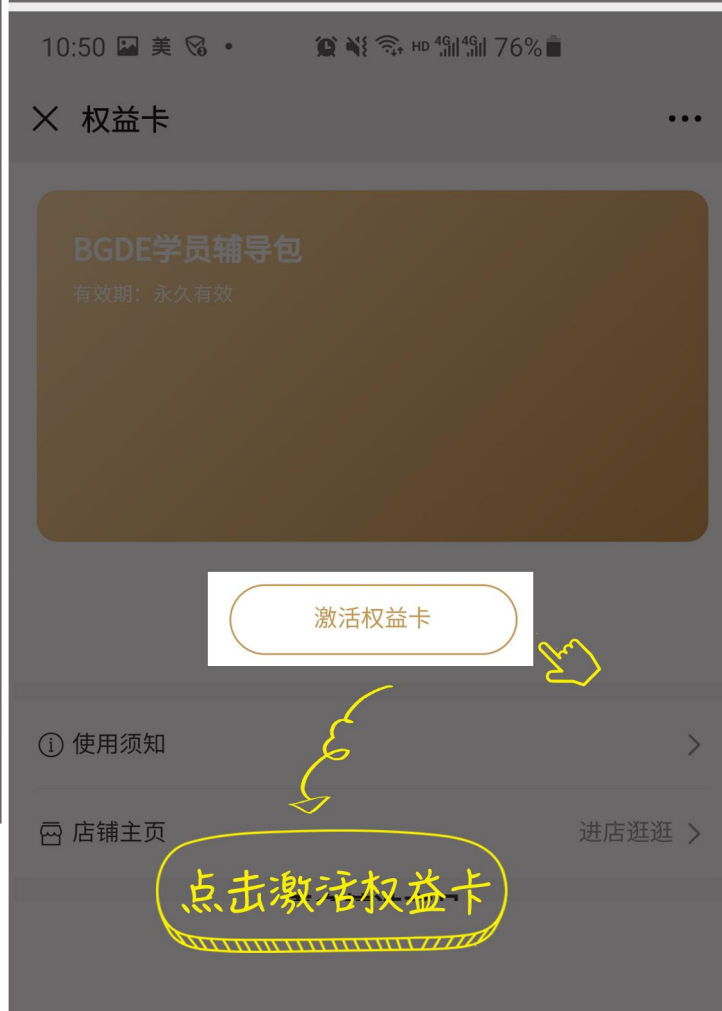 10:50 美 HD 4G 4G 76%
权益卡
BGDE学员辅导包
有效期：永久有效
激活权益卡
使用须知
店铺主页 进店逛逛
点击激活权益卡